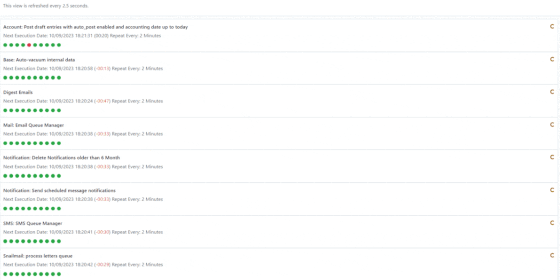 This view is refreshed every 2.5 seconds.
Account: Post draft entries with auto_post enabled and accounting date up to today
Next Execution Date: 10/09/2023 18:21:31 (00:20) Repeat Every: 2 Minutes
Base: Auto-vacuum internal data
Next Execution Date: 10/09/2023 18:20:58 (-00:13) Repeat Every: 2 Minutes
Digest Emails
Next Execution Date: 10/09/2023 18:20:24 (-00:47) Repeat Every: 2 Minutes
Mail: Email Queue Manager
Next Execution Date: 10/09/2023 18:20:38 (-00:33) Repeat Every: 2 Minutes
Notification: Delete Notifications older than 6 Month
Next Execution Date: 10/09/2023 18:20:38 (-00:33) Repeat Every: 2 Minutes
Notification: Send scheduled message notifications
Next Execution Date: 10/09/2023 18:20:38 (-00:33) Repeat Every: 2 Minutes
SMS: SMS Queue Manager
Next Execution Date: 10/09/2023 18:20:41 (-00:30) Repeat Every: 2 Minutes
Snailmail: process letters queue
Next Execution Date: 10/09/2023 18:20:42 (-00:29) Repeat Every: 2 Minutes